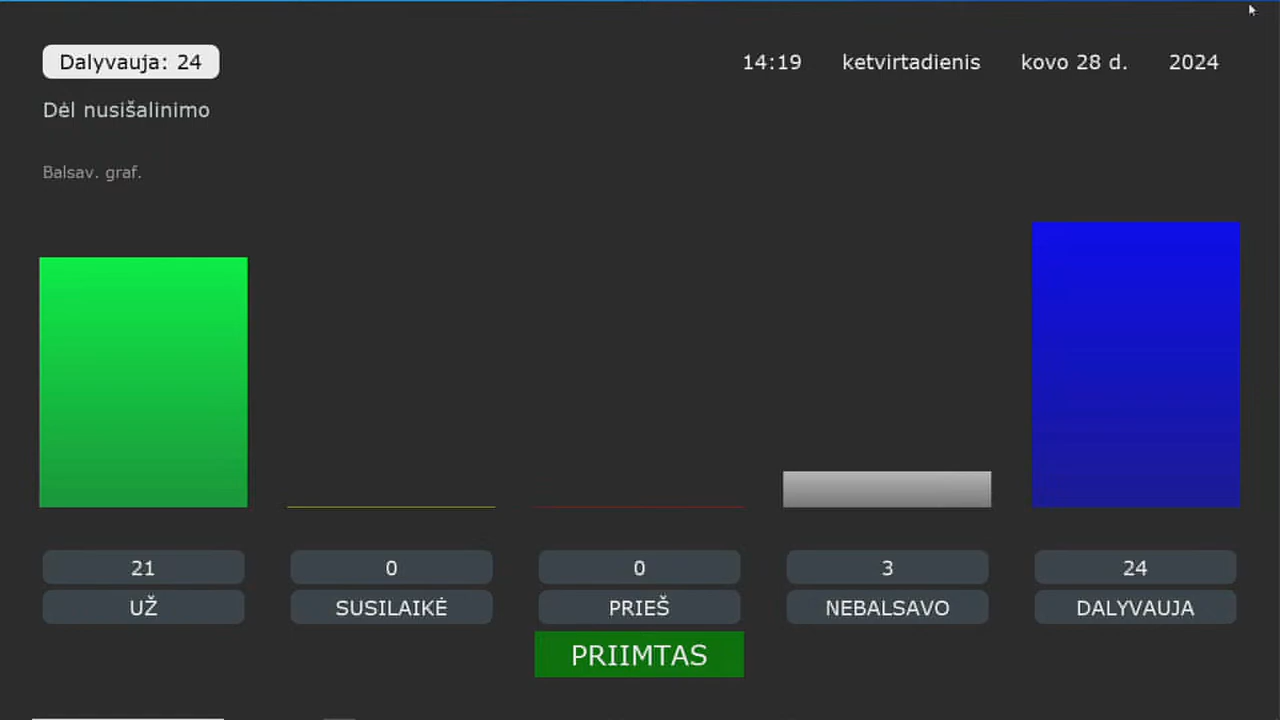 Dalyvauja: 24
14:19 ketvirtadienis kovo 28 d. 2024
Dėl nusišalinimo
Balsav. graf.
21 0 0 3 24
UŽ SUSILAIKĖ PRIEŠ NEBALSAVO DALYVAUJA
PRIIMTAS